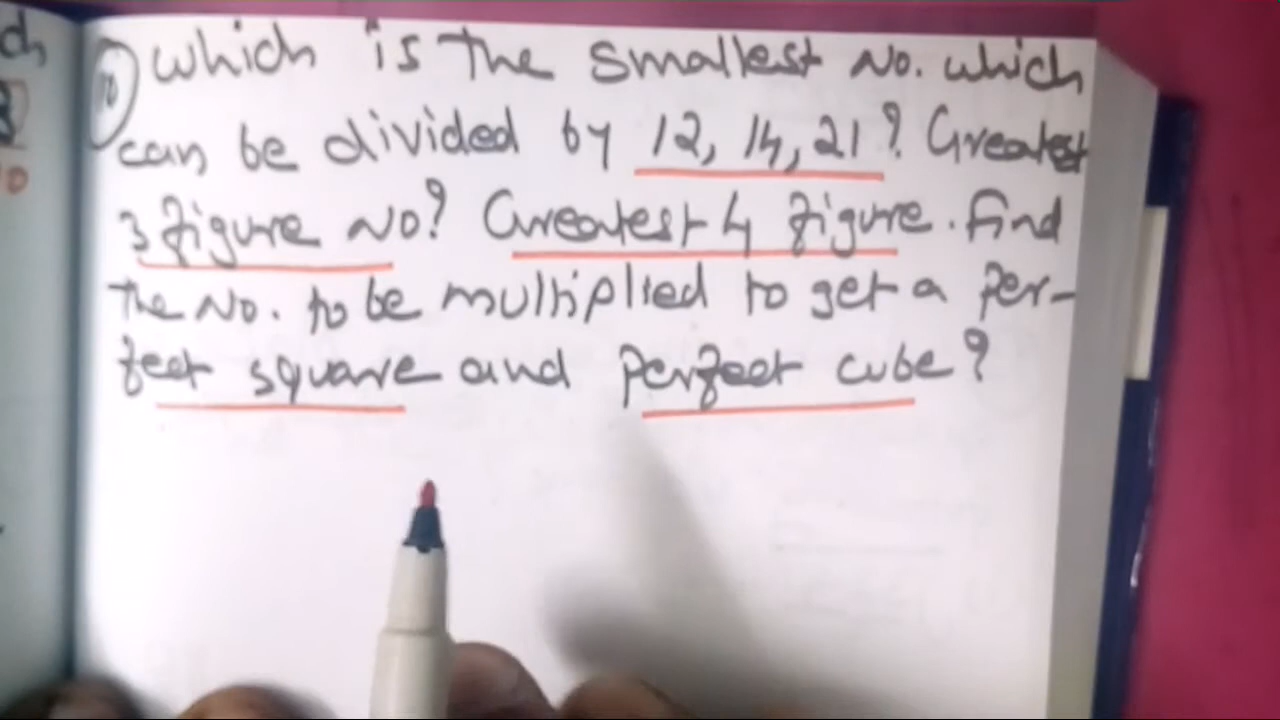 ch
10) which is the smallest No. which
can be divided by 12, 14, 21? Greatest
3 figure No? Greatest 4 figure. Find
the No. to be multiplied to get a per-
fect square and perfect cube?